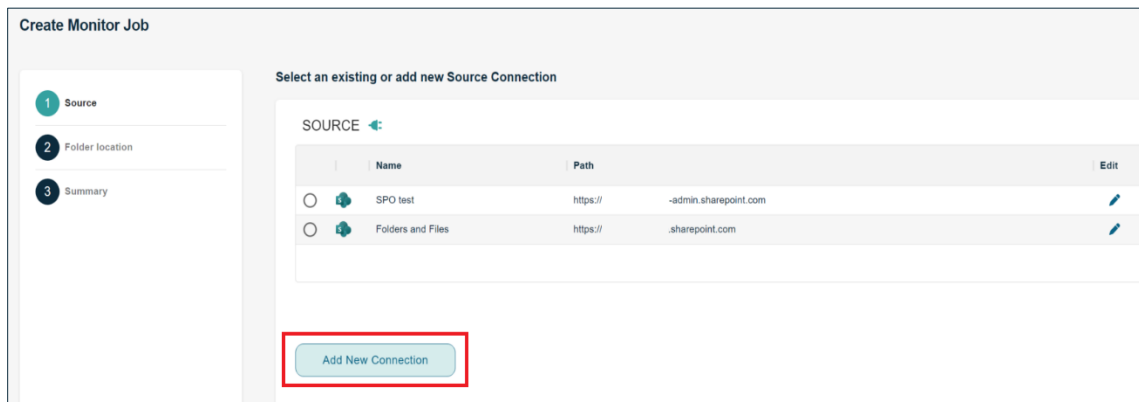 Create Monitor Job
1 Source
2 Folder location
3 Summary
Select an existing or add new Source Connection
SOURCE
Name Path Edit
SPO test https:// -admin.sharepoint.com
Folders and Files https:// .sharepoint.com
Add New Connection